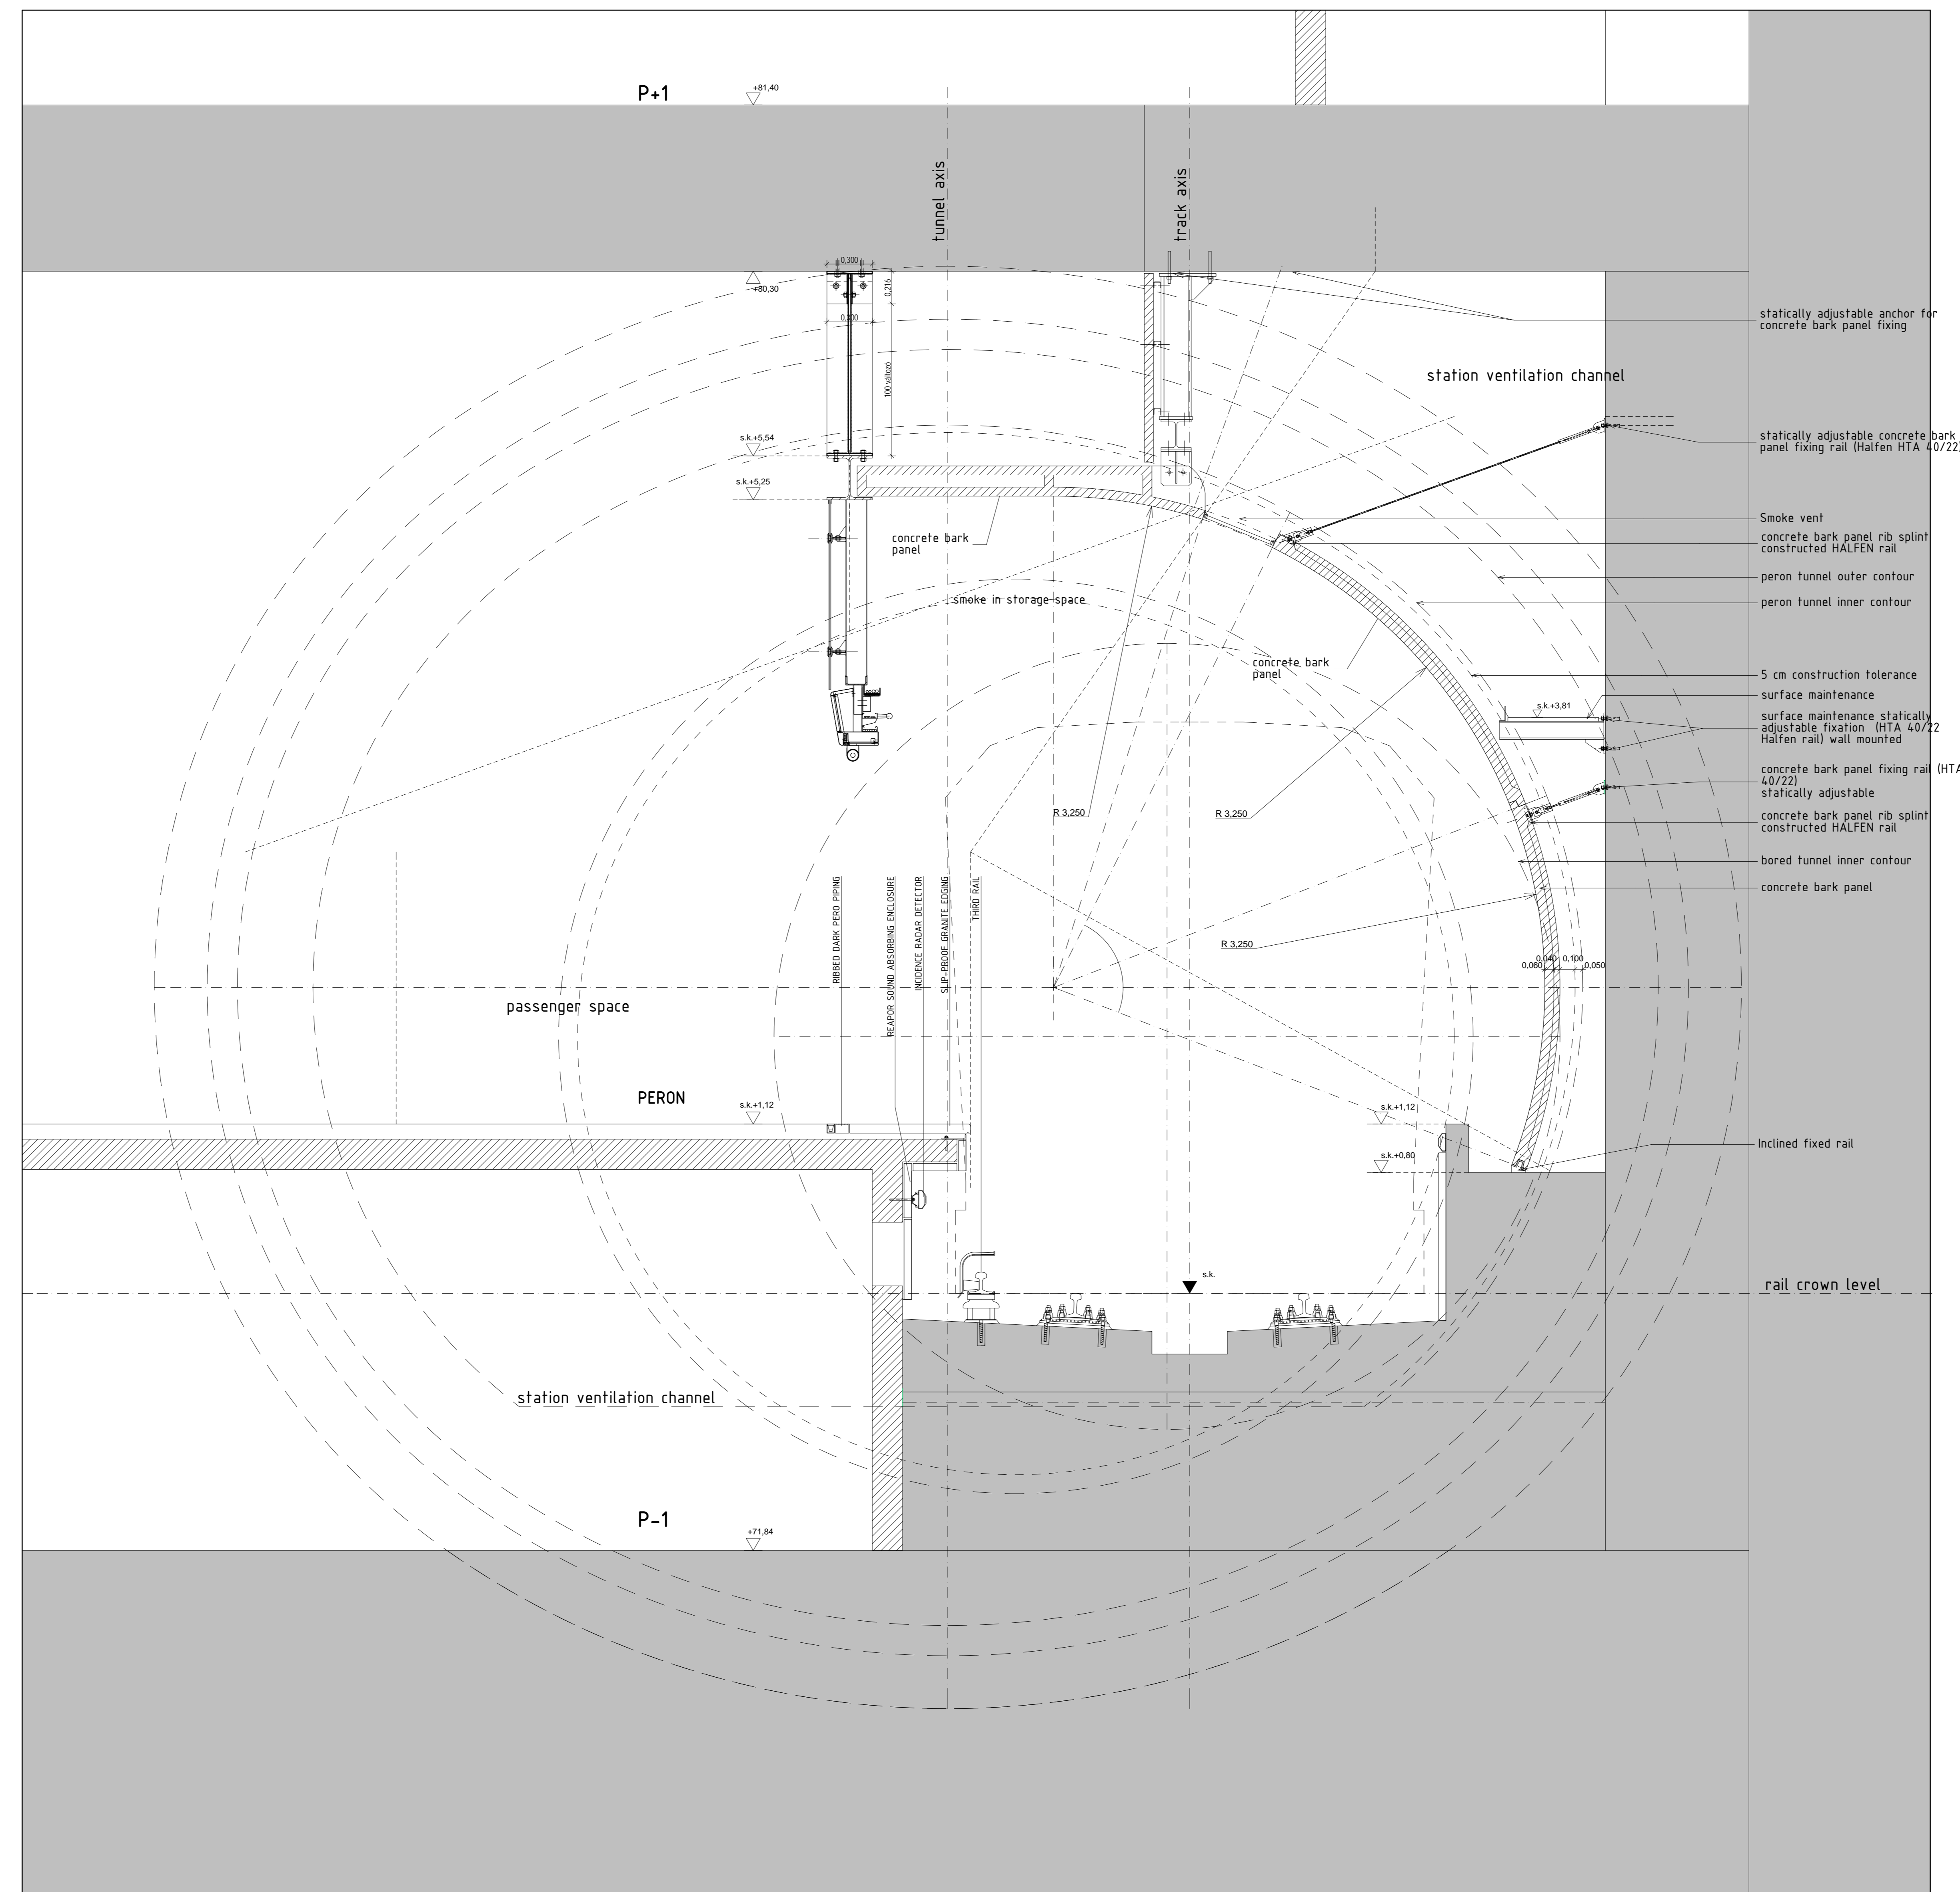 P+1
+81,40
tunnel axis
track axis
0,300
0,216
+80,30
0,300
100 változó
statically adjustable anchor for
concrete bark panel fixing
station ventilation channel
s.k.+5,54
statically adjustable concrete bark
panel fixing rail (Halfen HTA 40/22)
s.k.+5,25
Smoke vent
concrete bark
panel
concrete bark panel rib splint
constructed HALFEN rail
peron tunnel outer contour
smoke in storage space
peron tunnel inner contour
concrete bark
panel
5 cm construction tolerance
surface maintenance
s.k.+3,81
surface maintenance statically
adjustable fixation (HTA 40/22
Halfen rail) wall mounted
concrete bark panel fixing rail (HTA
40/22)
statically adjustable
R 3,250
R 3,250
concrete bark panel rib splint
constructed HALFEN rail
bored tunnel inner contour
concrete bark panel
RIBBED DARK PERO PIPING
REAPOR SOUND ABSORBING ENCLOSURE
INCIDENCE RADAR DETECTOR
SLIP-PROOF GRANITE EDGING
THIRD RAIL
R 3,250
0,060
0,040
0,100
0,050
passenger space
PERON
s.k.+1,12
s.k.+1,12
Inclined fixed rail
s.k.+0,80
s.k.
rail crown level
station ventilation channel
P-1
+71,84